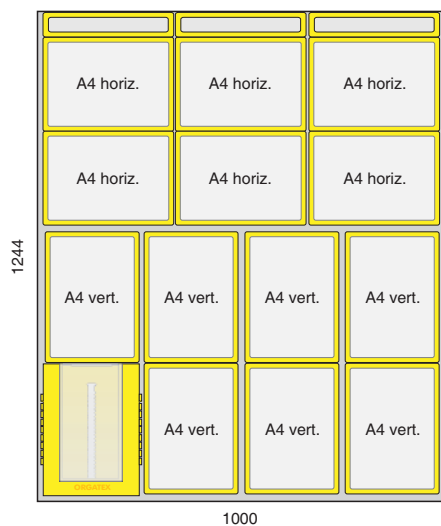 A4 horiz. A4 horiz. A4 horiz.
A4 horiz. A4 horiz. A4 horiz.
1244
A4 vert. A4 vert. A4 vert. A4 vert.
A4 vert. A4 vert. A4 vert.
ORGATEX
1000